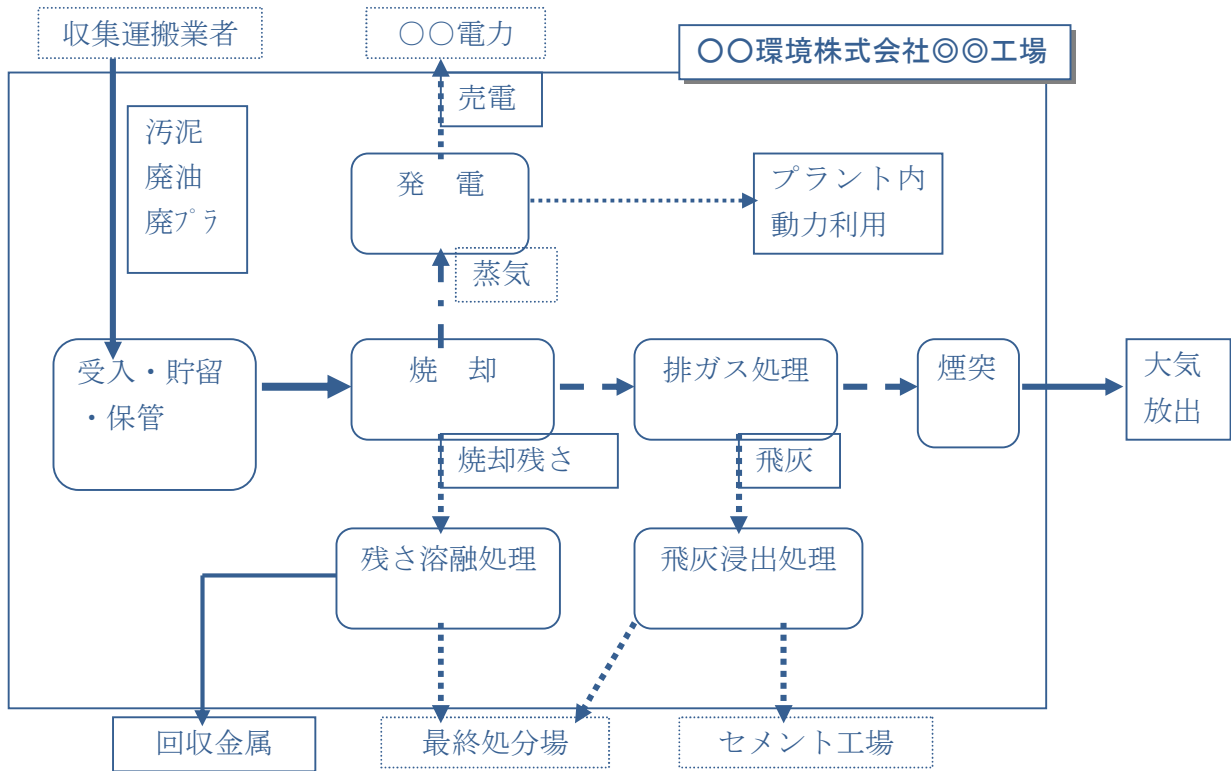 収集運搬業者
〇〇電力
〇〇環境株式会社◎◎工場
売電
汚泥
廃油
廃プラ
発　電
プラント内
動力利用
蒸気
受入・貯留
・保管
焼　却
排ガス処理
煙突
大気
放出
焼却残さ
飛灰
残さ溶融処理
飛灰浸出処理
回収金属
最終処分場
セメント工場